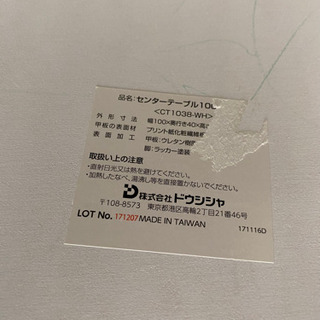 品名：センターテーブル100
<CT1038-WH>
外形寸法 幅100×奥行き40×高
甲板の表面材 プリント紙化粧繊維板
表面加工 甲板：ウレタン樹脂
脚：ラッカー塗装
取扱い上の注意
・直射日光又は熱を避けてください。
・加熱したなべ、湯沸し等を直接置かないでください。
株式会社ドウシシャ
〒108-8573 東京都港区高輪2丁目21番46号
LOT No. 171207 MADE IN TAIWAN
171116D